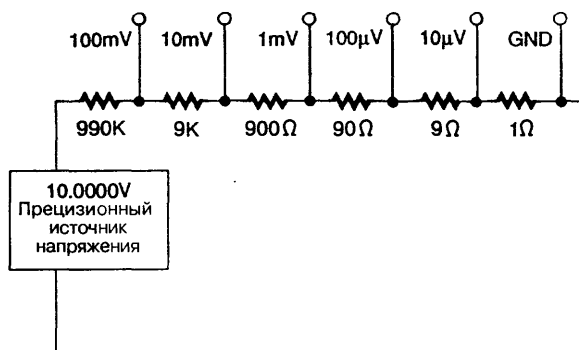 100mV 10mV 1mV 100μV 10μV GND
990K 9K 900Ω 90Ω 9Ω 1Ω
10.0000V
Прецизионный
источник
напряжения